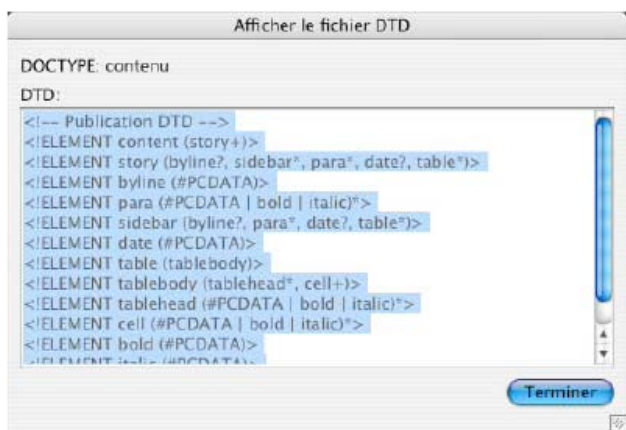 Afficher le fichier DTD
DOCTYPE: contenu
DTD:
<!-- Publication DTD -->
<!ELEMENT content (story+)>
<!ELEMENT story (byline?, sidebar*, para*, date?, table*)>
<!ELEMENT byline (#PCDATA)>
<!ELEMENT para (#PCDATA | bold | italic)*>
<!ELEMENT sidebar (byline?, para*, date?, table*)>
<!ELEMENT date (#PCDATA)>
<!ELEMENT table (tablebody)>
<!ELEMENT tablebody (tablehead*, cell+)>
<!ELEMENT tablehead (#PCDATA | bold | italic)*>
<!ELEMENT cell (#PCDATA | bold | italic)*>
<!ELEMENT bold (#PCDATA)>
<!ELEMENT italic (#PCDATA)>
Terminer